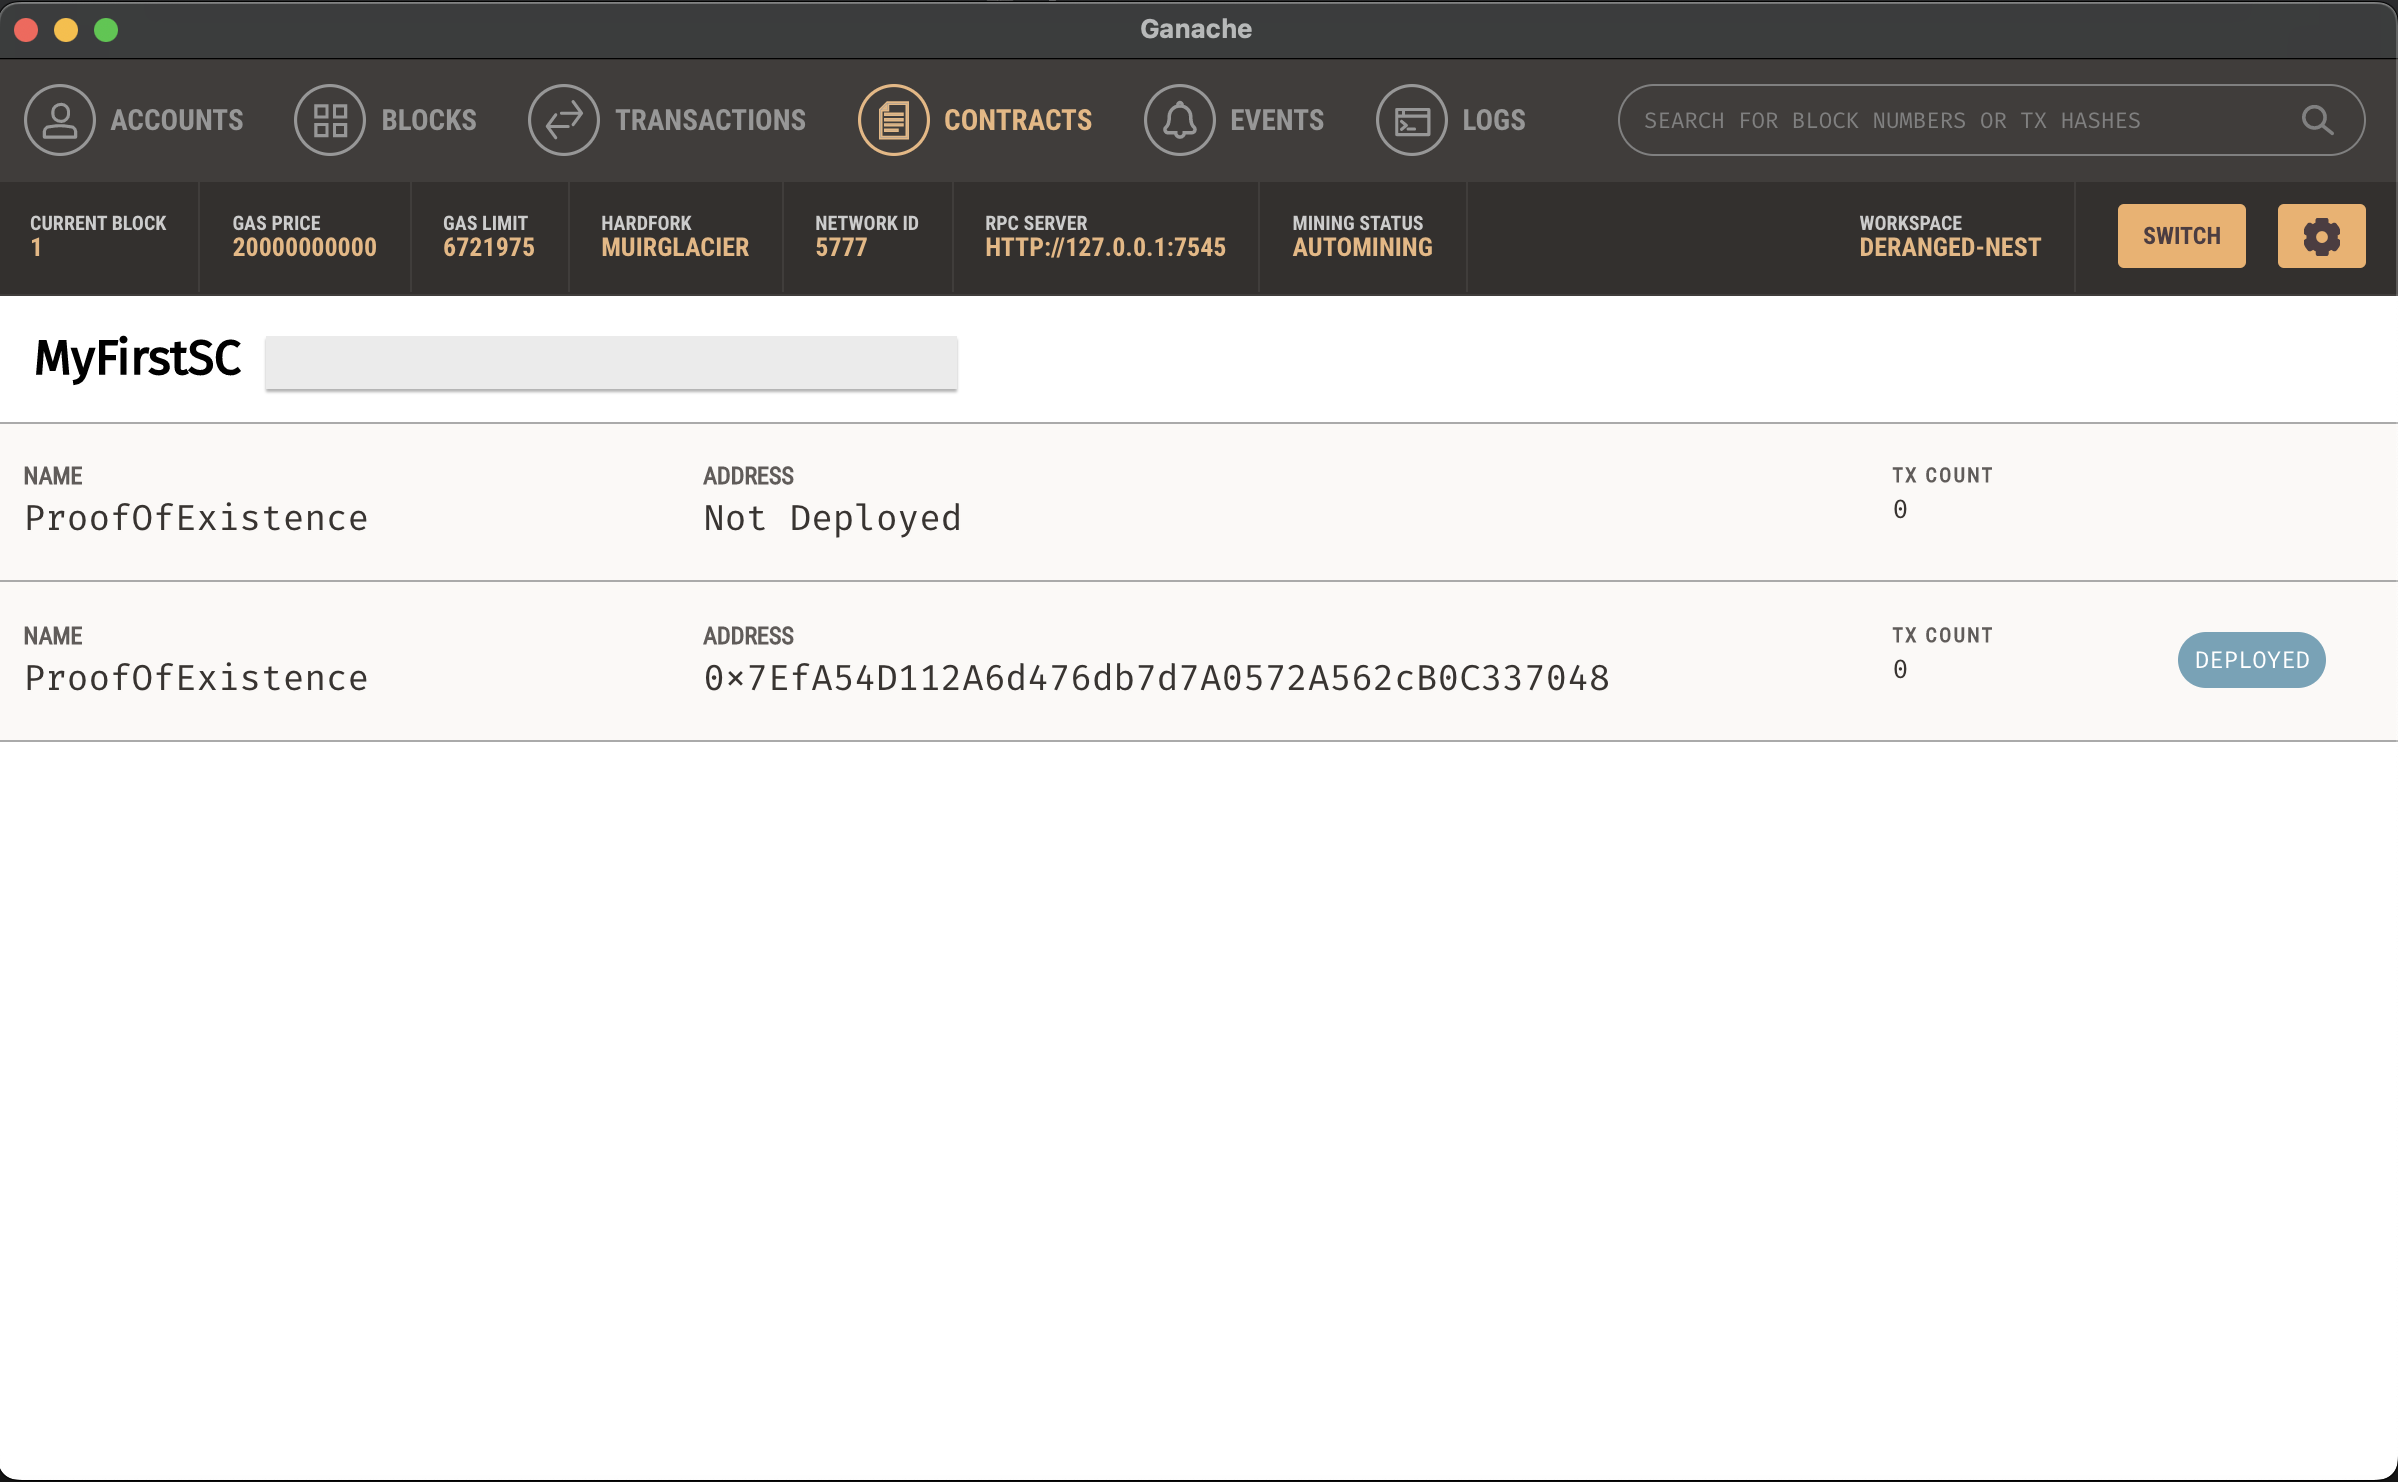 Ganache
ACCOUNTS BLOCKS TRANSACTIONS CONTRACTS EVENTS LOGS SEARCH FOR BLOCK NUMBERS OR TX HASHES
CURRENT BLOCK GAS PRICE GAS LIMIT HARDFORK NETWORK ID RPC SERVER MINING STATUS WORKSPACE
1 20000000000 6721975 MUIRGLACIER 5777 HTTP://127.0.0.1:7545 AUTOMINING DERANGED-NEST SWITCH
MyFirstSC
NAME ADDRESS TX COUNT
ProofOfExistence Not Deployed 0
NAME ADDRESS TX COUNT
ProofOfExistence 0×7EfA54D112A6d476db7d7A0572A562cB0C337048 0 DEPLOYED